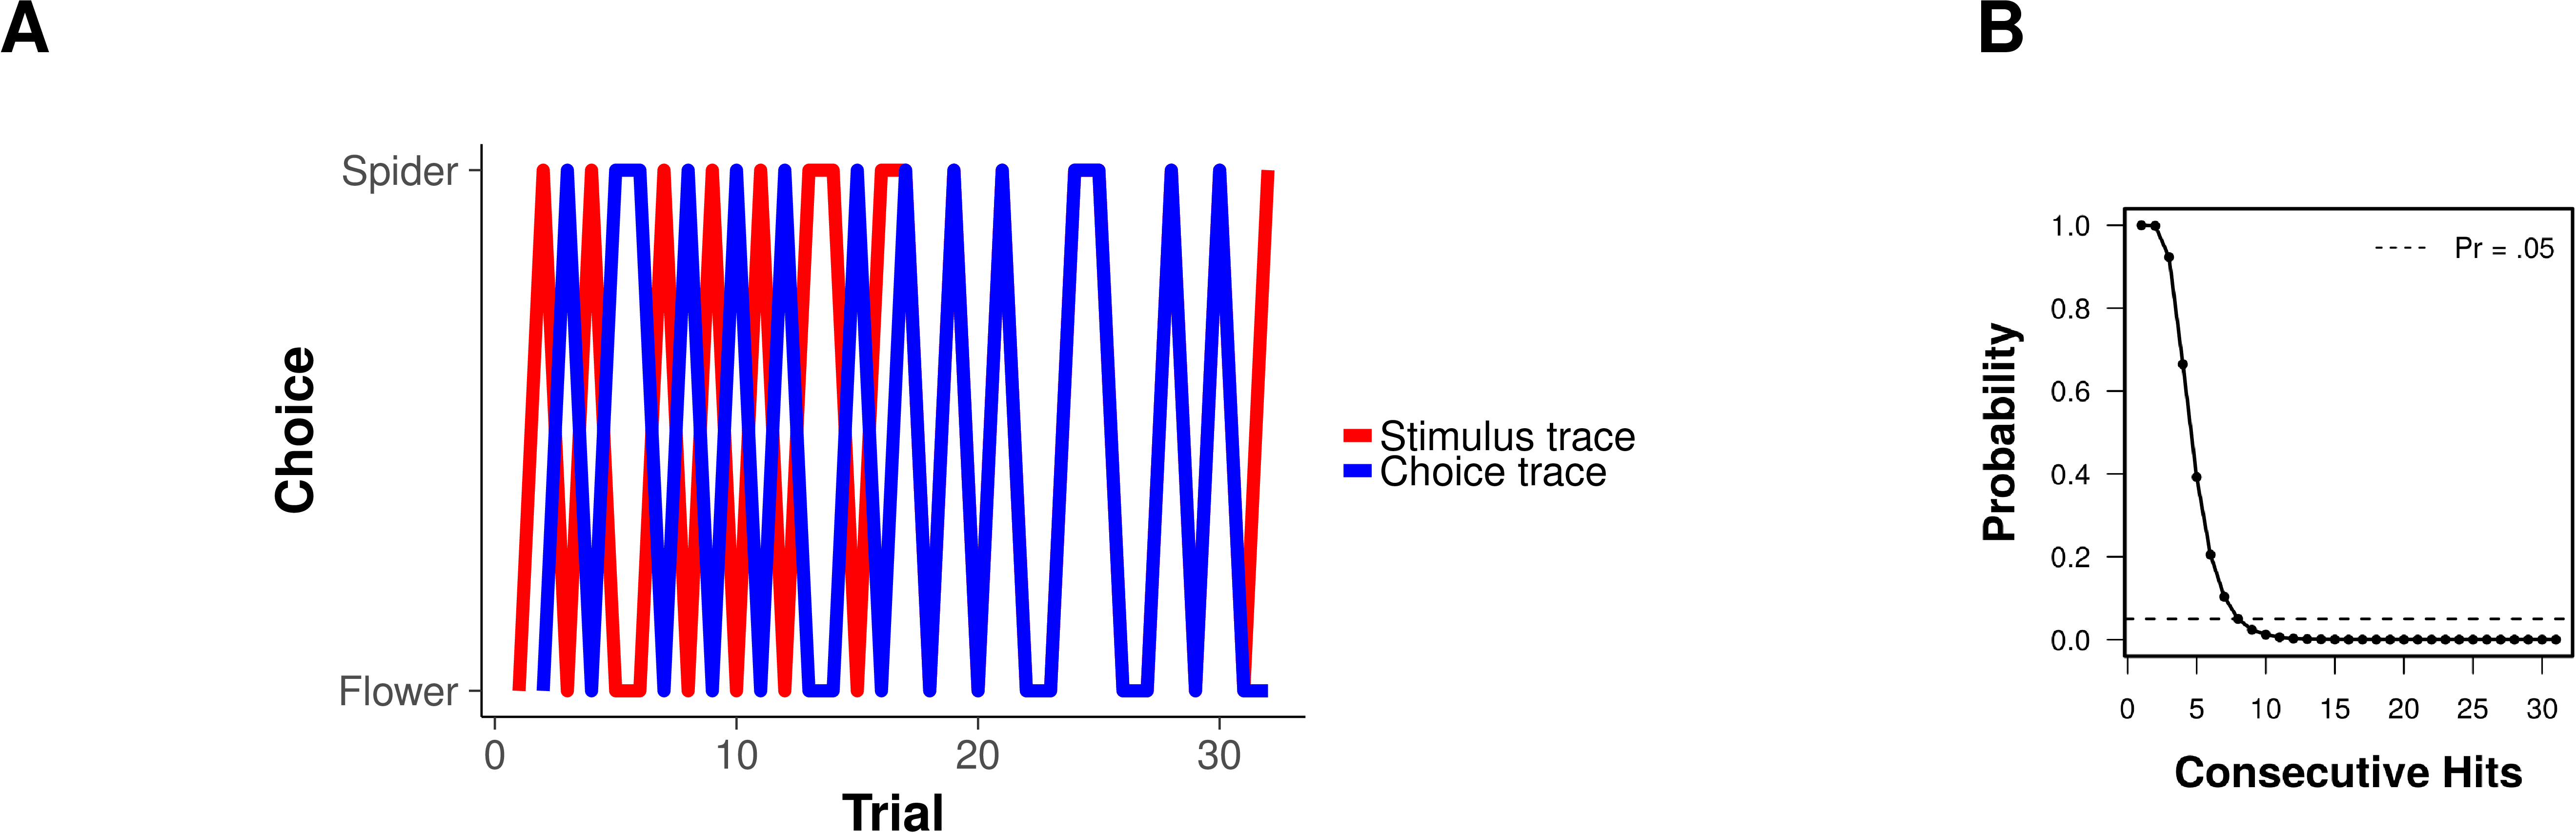 A
B
Choice
Spider
Flower
0 10 20 30
Trial
Stimulus trace
Choice trace
Probability
1.0
0.8
0.6
0.4
0.2
0.0
Pr = .05
0 5 10 15 20 25 30
Consecutive Hits